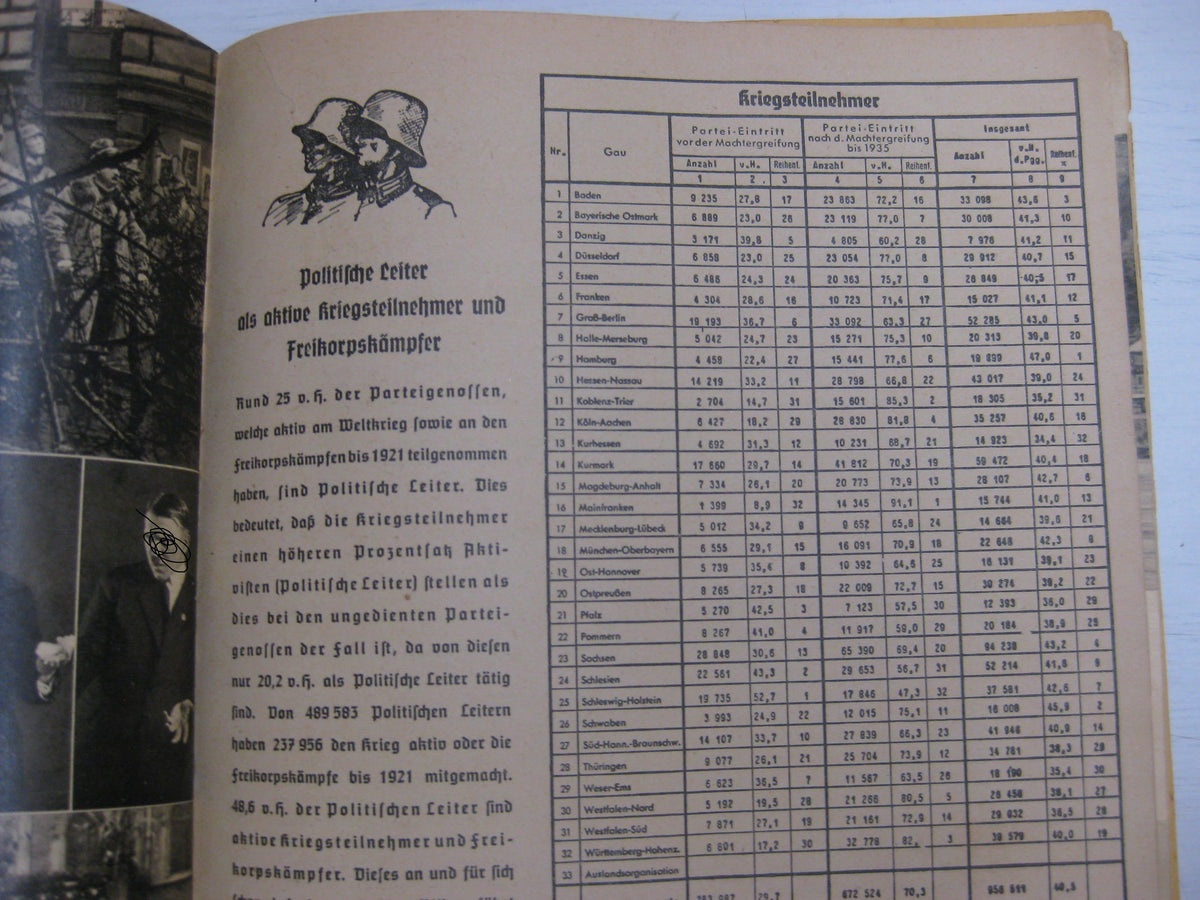 Politische Leiter
als aktive Kriegsteilnehmer und
Freikorpskämpfer
Rund 25 v. H. der Parteigenossen,
welche aktiv am Weltkrieg sowie an den
Freikorpskämpfen bis 1921 teilgenommen
haben, sind Politische Leiter. Dies
bedeutet, daß die Kriegsteilnehmer
einen höheren Prozentsatz Akti-
visten (Politische Leiter) stellen als
dies bei den ungedienten Partei-
genossen der Fall ist, da von diesen
nur 20,2 v. H. als Politische Leiter tätig
sind. Von 489 583 Politischen Leitern
haben 237 956 den Krieg aktiv oder die
Freikorpskämpfe bis 1921 mitgemacht.
48,6 v. H. der Politischen Leiter sind
aktive Kriegsteilnehmer und Frei-
korpskämpfer. Dieses an und für sich
Kriegsteilnehmer
Nr. Gau Partei-Eintritt vor der Machtergreifung Partei-Eintritt nach d. Machtergreifung bis 1935 Insgesamt
Anzahl v.H. Reihenf. Anzahl v.H. Reihenf. Anzahl v.H. d.Pgg. Reihenf.
1 2 3 4 5 6 7 8 9
1 Baden 9 235 27,8 17 23 863 72,2 16 33 098 43,6 3
2 Bayerische Ostmark 6 889 23,0 26 23 119 77,0 7 30 008 41,3 10
3 Danzig 3 171 39,8 5 4 805 60,2 28 7 976 41,2 11
4 Düsseldorf 6 858 23,0 25 23 054 77,0 8 29 912 40,7 15
5 Essen 6 486 24,3 24 20 363 75,7 9 26 849 40,5 17
6 Franken 4 304 28,6 16 10 723 71,4 17 15 027 41,1 12
7 Groß-Berlin 19 193 36,7 6 33 092 63,3 27 52 285 43,0 5
8 Halle-Merseburg 5 042 24,7 23 15 271 75,3 10 20 313 39,8 20
9 Hamburg 4 458 22,4 27 15 441 77,6 6 19 899 47,0 1
10 Hessen-Nassau 14 219 33,2 11 28 798 66,8 22 43 017 39,0 24
11 Koblenz-Trier 2 704 14,7 31 15 601 85,3 2 18 305 35,2 31
12 Köln-Aachen 6 427 18,2 29 28 830 81,8 4 35 257 40,6 16
13 Kurhessen 4 692 31,3 12 10 231 68,7 21 14 923 34,4 32
14 Kurmark 17 660 29,7 14 41 812 70,3 19 59 472 40,4 18
15 Magdeburg-Anhalt 7 334 26,1 20 20 773 73,9 13 28 107 42,7 6
16 Mainfranken 1 399 8,9 32 14 345 91,1 1 15 744 41,0 13
17 Mecklenburg-Lübeck 5 012 34,2 9 9 652 65,8 24 14 664 39,6 21
18 München-Oberbayern 6 555 29,1 15 16 091 70,9 18 22 646 42,3 8
19 Ost-Hannover 5 739 35,4 8 10 392 64,6 25 16 131 39,1 23
20 Ostpreußen 8 265 27,3 18 22 009 72,7 15 30 274 39,2 22
21 Pfalz 5 270 42,5 3 7 123 57,5 30 12 393 36,0 29
22 Pommern 8 267 41,0 4 11 917 59,0 29 20 184 38,9 25
23 Sachsen 28 848 30,6 13 65 390 69,4 20 94 238 43,2 4
24 Schlesien 22 561 43,3 2 29 653 56,7 31 52 214 41,8 9
25 Schleswig-Holstein 19 735 52,7 1 17 846 47,3 32 37 581 42,6 7
26 Schwaben 3 993 24,9 22 12 015 75,1 11 16 008 45,9 2
27 Süd-Hann.-Braunschw. 14 107 33,7 10 27 839 66,3 23 41 946 40,9 14
28 Thüringen 9 077 26,1 21 25 704 73,9 12 34 781 38,3
29 Weser-Ems 6 623 36,5 7 11 567 63,5 26 18 190 35,4 30
30 Westfalen-Nord 5 192 19,5 28 21 266 80,5 5 26 458 38,1 27
31 Westfalen-Süd 7 871 27,1 19 21 161 72,9 14 29 032 36,5 28
32 Württemberg-Hohenz. 6 801 17,2 30 32 778 82, 3 39 579 40,0 19
33 Auslandsorganisation
29,7 672 524 70,3